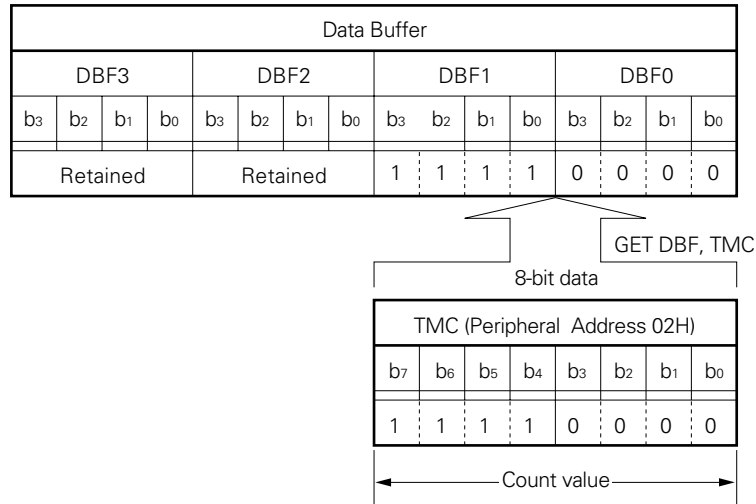 Data Buffer
DBF3 DBF2 DBF1 DBF0
b3 b2 b1 b0 b3 b2 b1 b0 b3 b2 b1 b0 b3 b2 b1 b0
Retained Retained 1 1 1 1 0 0 0 0
GET DBF, TMC
8-bit data
TMC (Peripheral Address 02H)
b7 b6 b5 b4 b3 b2 b1 b0
1 1 1 1 0 0 0 0
Count value